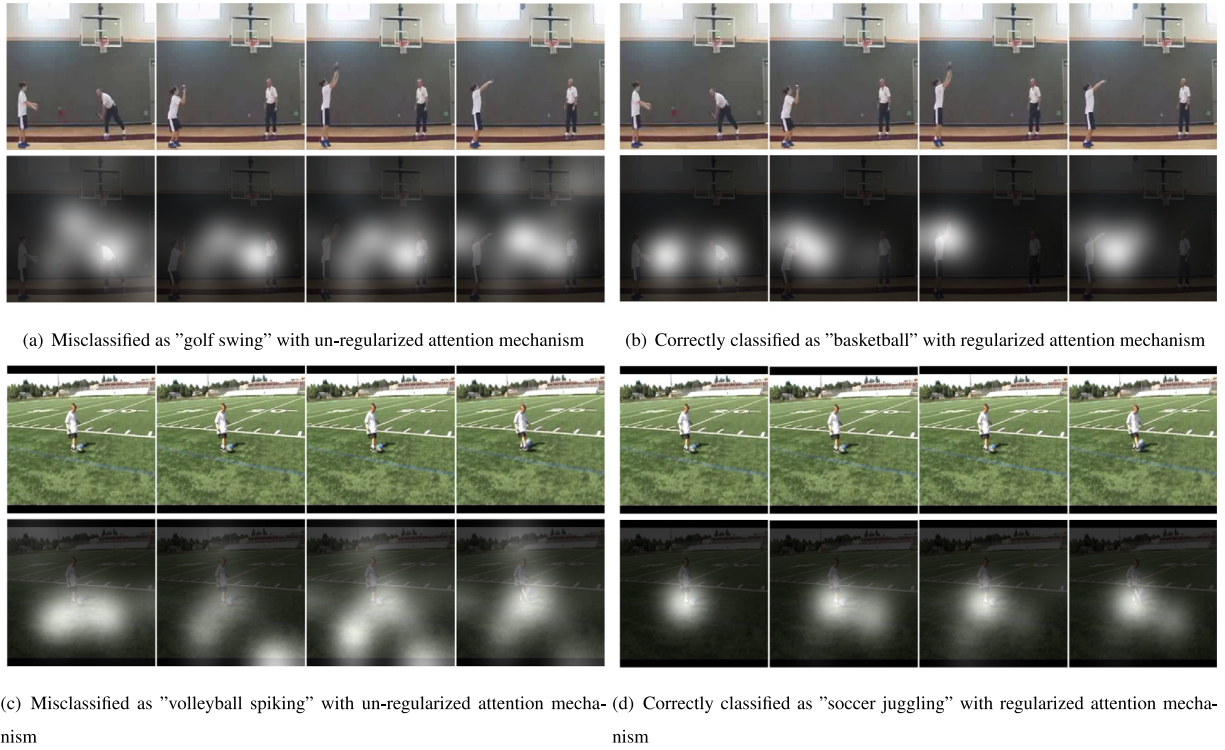 (a) Misclassified as ”golf swing” with un-regularized attention mechanism
(b) Correctly classified as ”basketball” with regularized attention mechanism
(c) Misclassified as ”volleyball spiking” with un-regularized attention mecha-
nism
(d) Correctly classified as ”soccer juggling” with regularized attention mecha-
nism